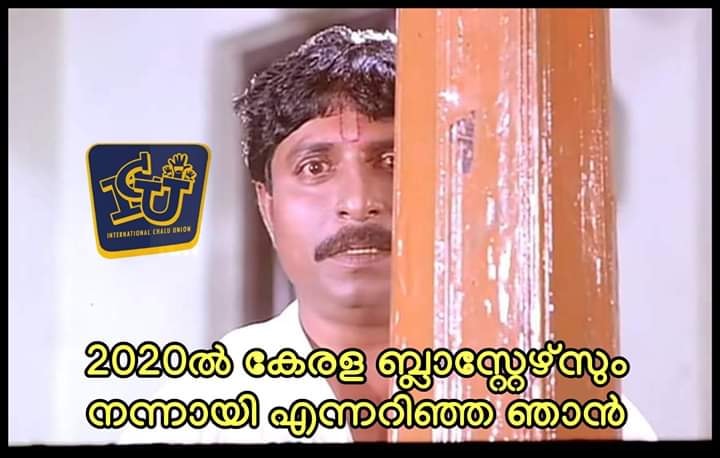 ICU
INTERNATIONAL CHALU UNION
2020ൽ കേരള ബ്ലാസ്റ്റേഴ്സും
നന്നായി എന്നറിഞ്ഞ ഞാൻ